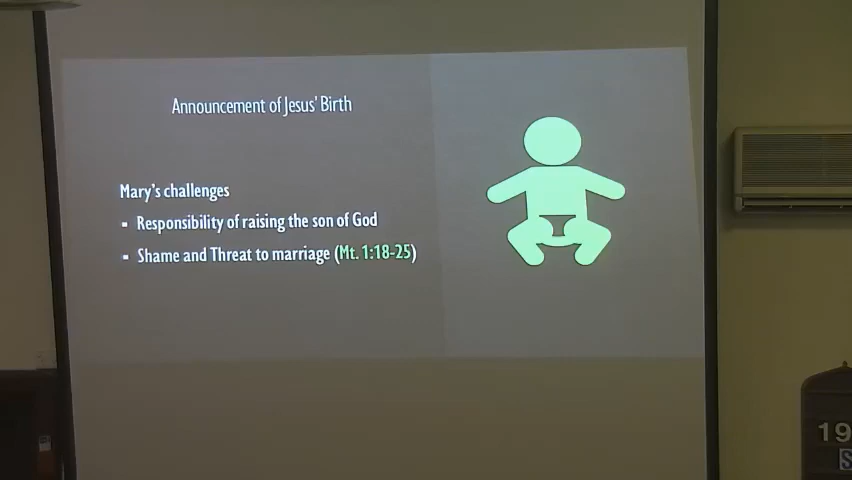 Announcement of Jesus' Birth
Mary's challenges
▪ Responsibility of raising the son of God
▪ Shame and Threat to marriage (Mt. 1:18-25)
19
S